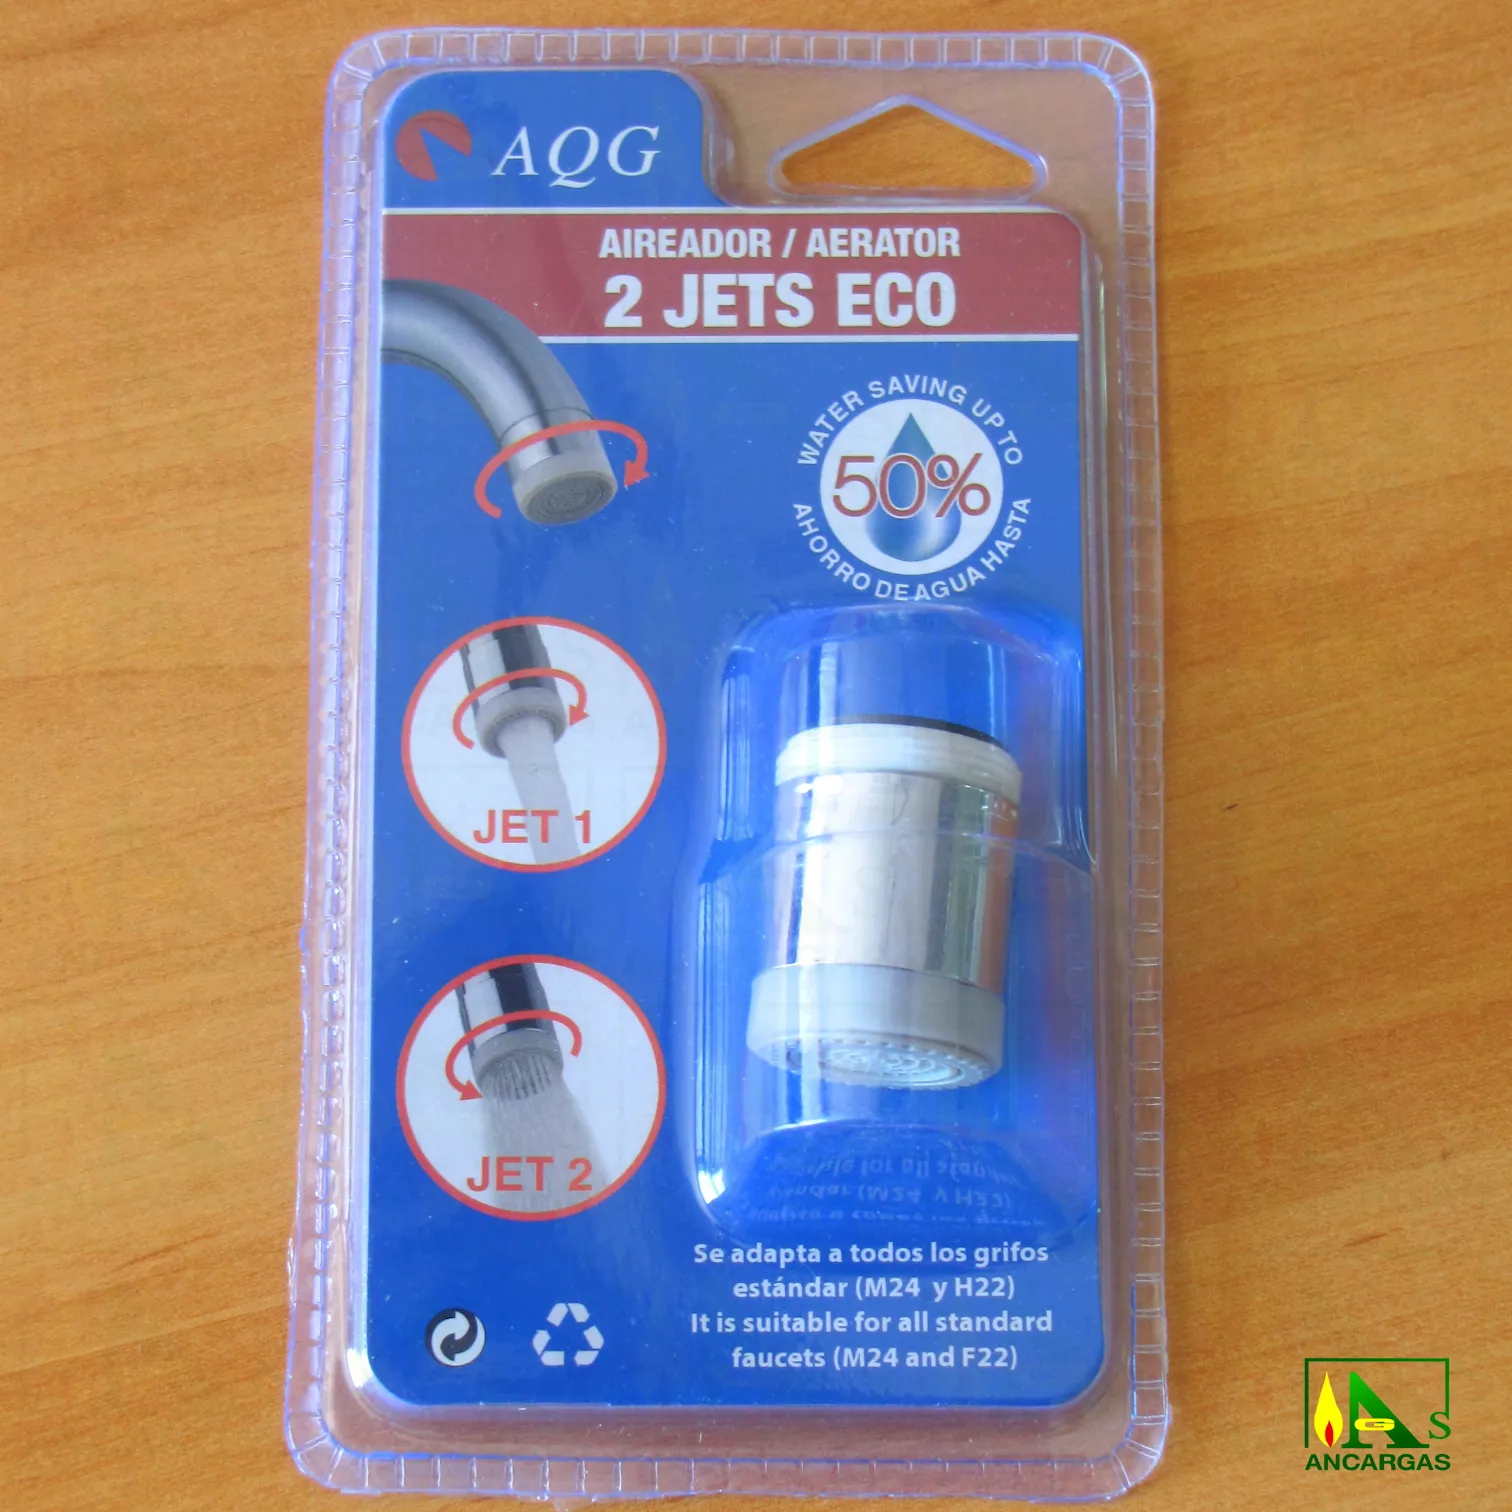 AQG
AIREADOR / AERATOR
2 JETS ECO
WATER SAVING UP TO
50%
AHORRO DE AGUA HASTA
JET 1
JET 2
Se adapta a todos los grifos
estándar (M24 y H22)
It is suitable for all standard
faucets (M24 and F22)
AGS
ANCARGAS